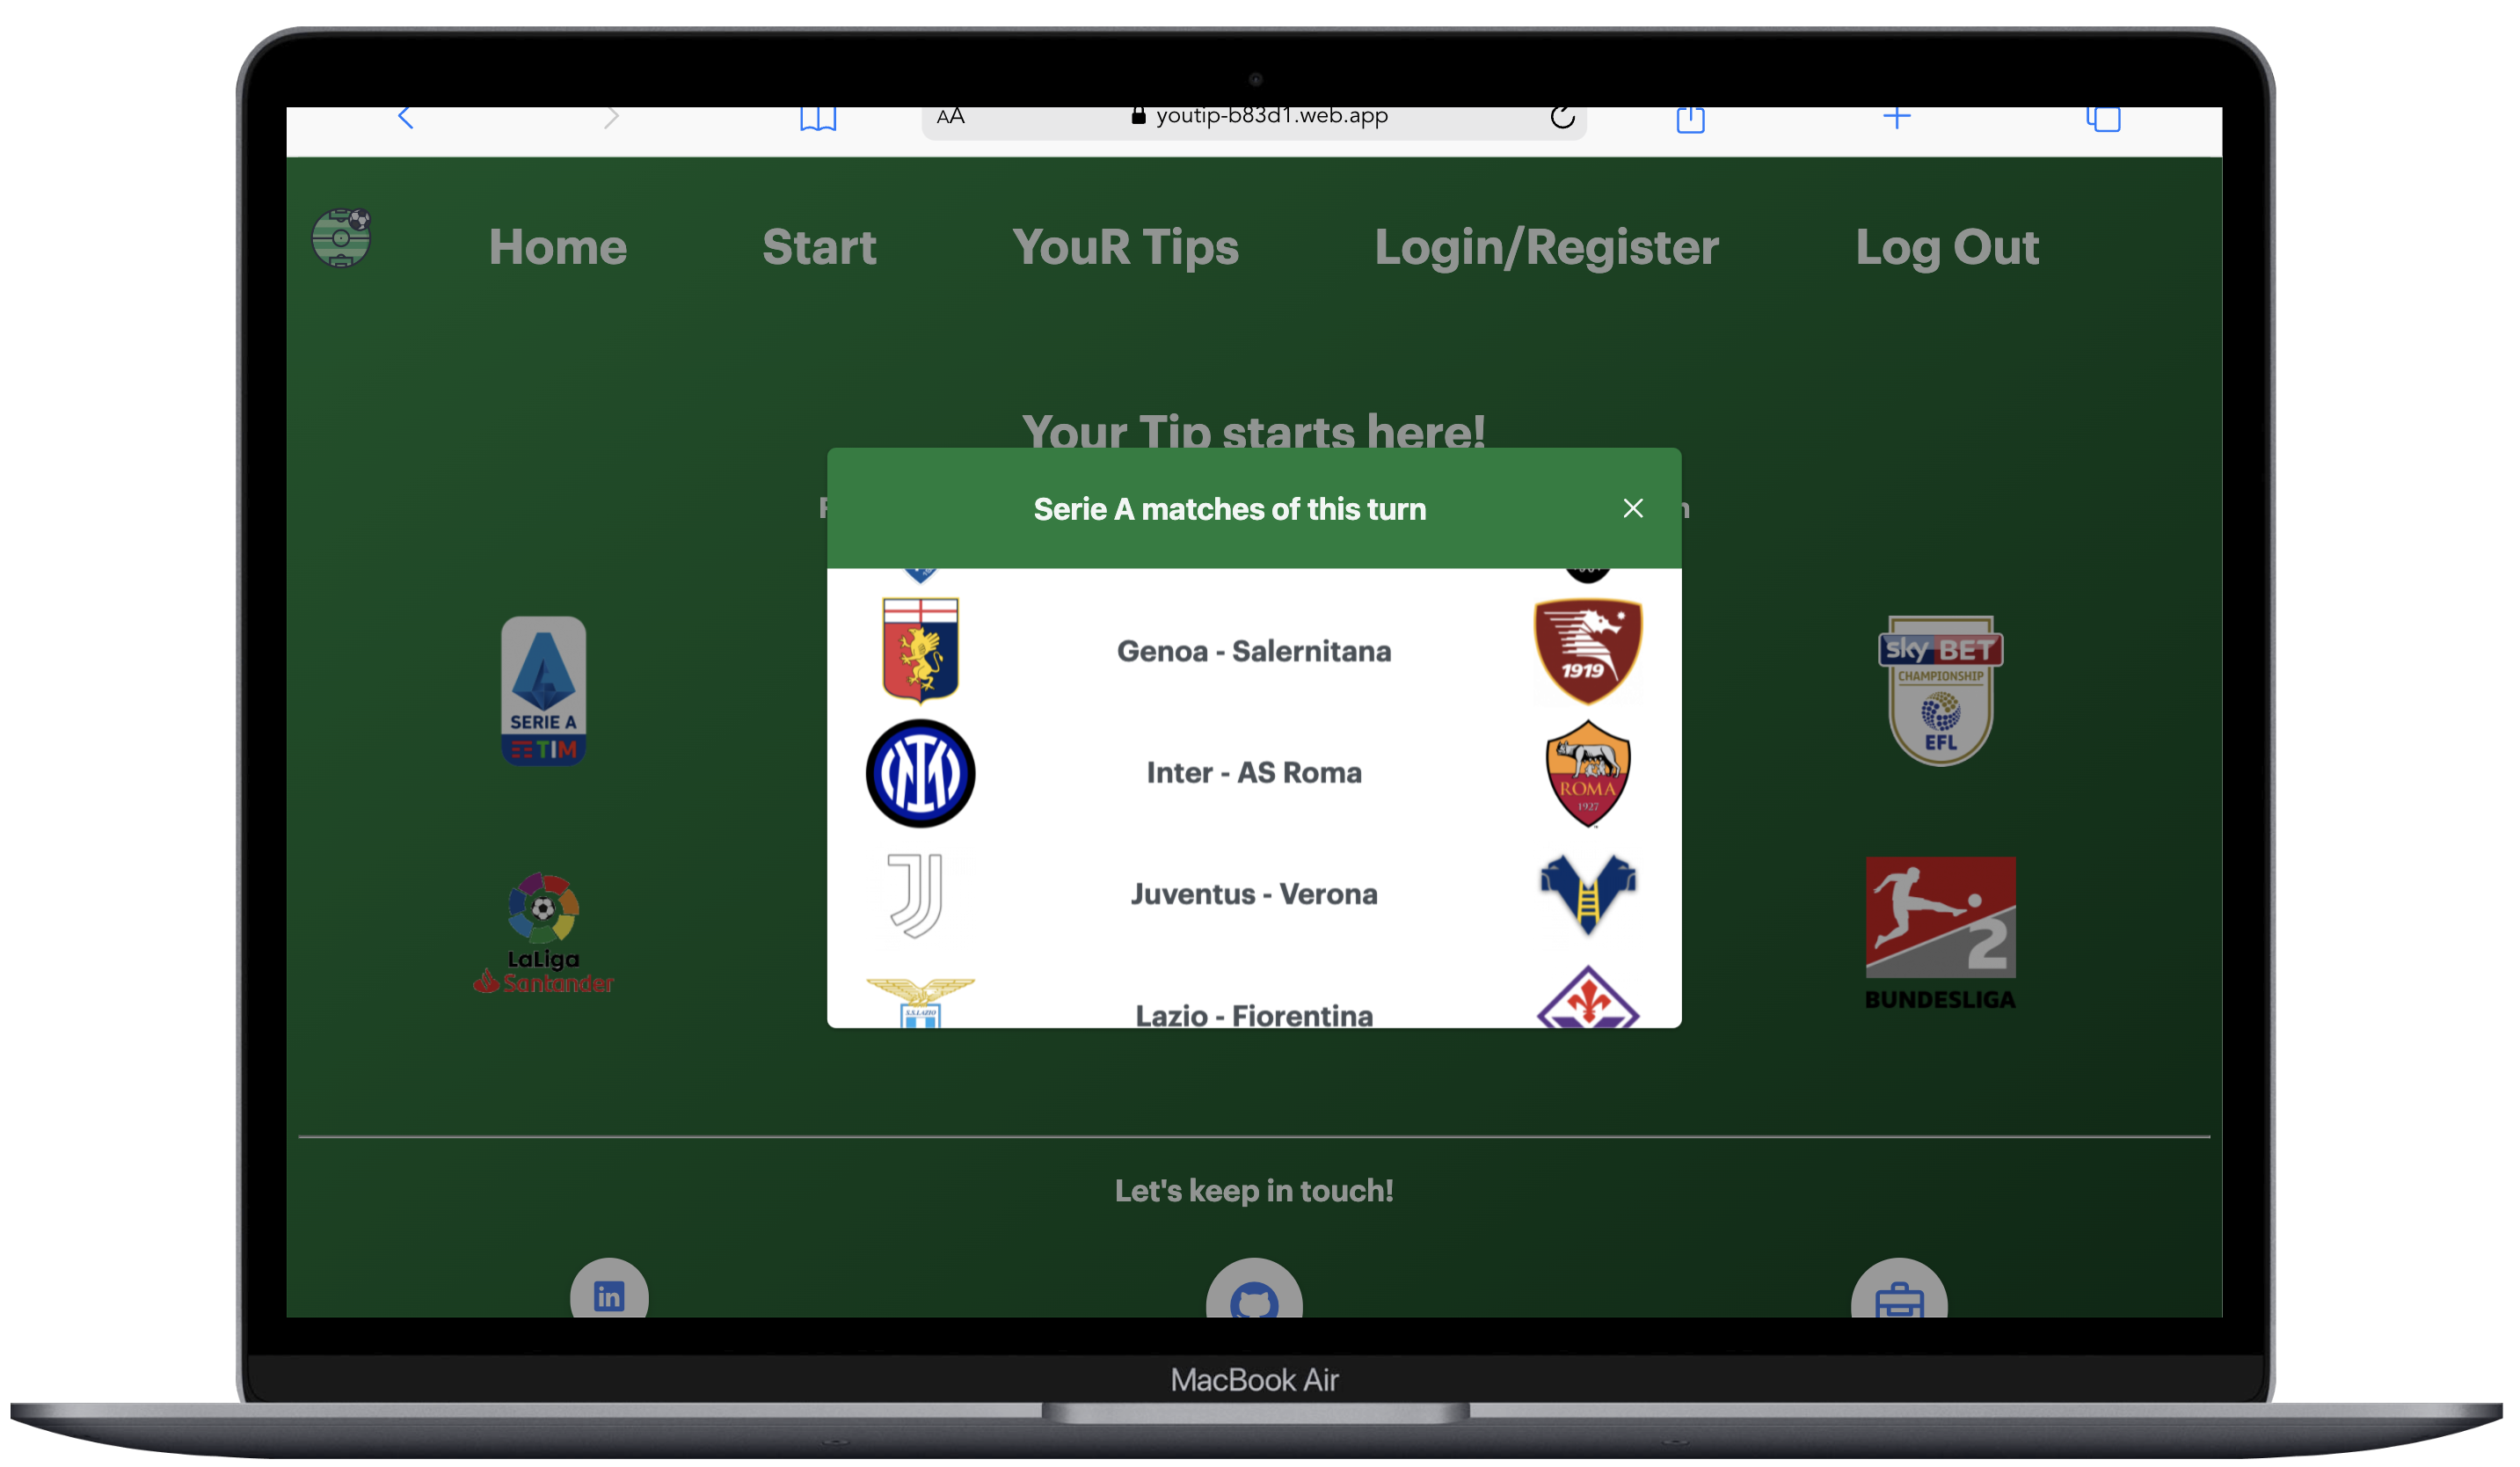 AA
youtip-b83d1.web.app
Home
Start
YouR Tips
Login/Register
Log Out
Your Tip starts here!
Serie A matches of this turn
Genoa - Salernitana
1919
Inter - AS Roma
ROMA
1927
Juventus - Verona
Lazio - Fiorentina
S.S.LAZIO
SERIE A
TIM
sky BET
CHAMPIONSHIP
EFL
LaLiga
Santander
2
BUNDESLIGA
Let's keep in touch!
in
MacBook Air